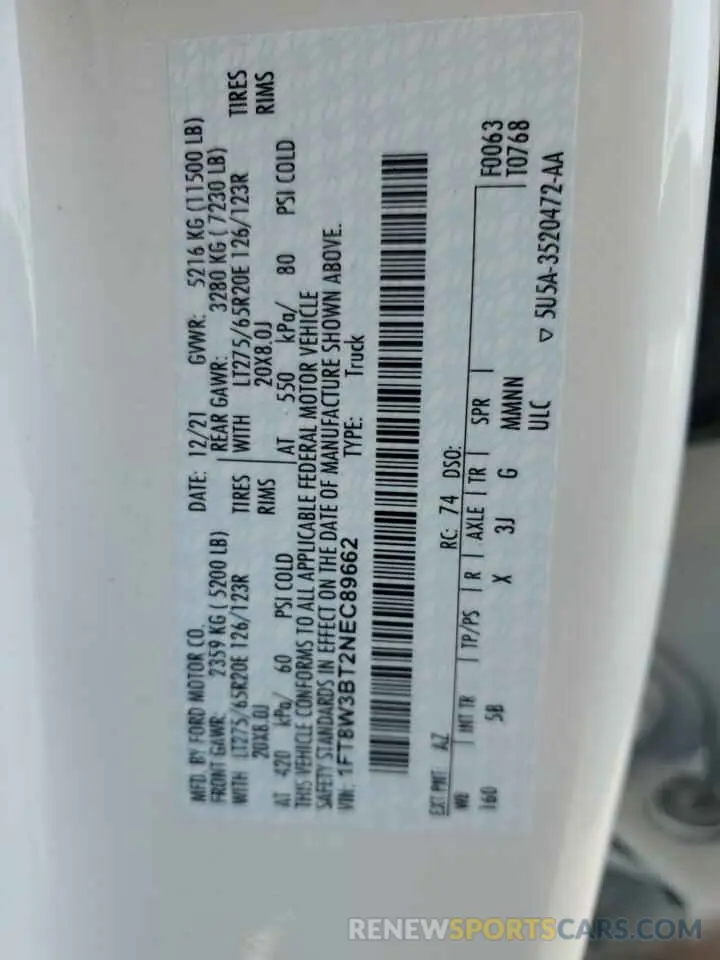 MFD. BY FORD MOTOR CO.
DATE: 12/21 GVWR: 5216 KG (11500 LB)
FRONT GAWR: 2359 KG ( 5200 LB) REAR GAWR: 3280 KG ( 7230 LB)
WITH LT275/65R20E 126/123R TIRES WITH LT275/65R20E 126/123R TIRES
20X8.0J RIMS 20X8.0J RIMS
AT 420 kPa/ 60 PSI COLD AT 550 kPa/ 80 PSI COLD
THIS VEHICLE CONFORMS TO ALL APPLICABLE FEDERAL MOTOR VEHICLE
SAFETY STANDARDS IN EFFECT ON THE DATE OF MANUFACTURE SHOWN ABOVE.
VIN: 1FT8W3BT2NEC89662 TYPE: Truck
EXT PNT: AZ RC: 74 DSO: F0063
WB INT TR TP/PS R AXLE TR SPR T0768
160 5B X 3J G MMNN
ULC 5U5A-3520472-AA
RENEWSPORTSCARS.COM